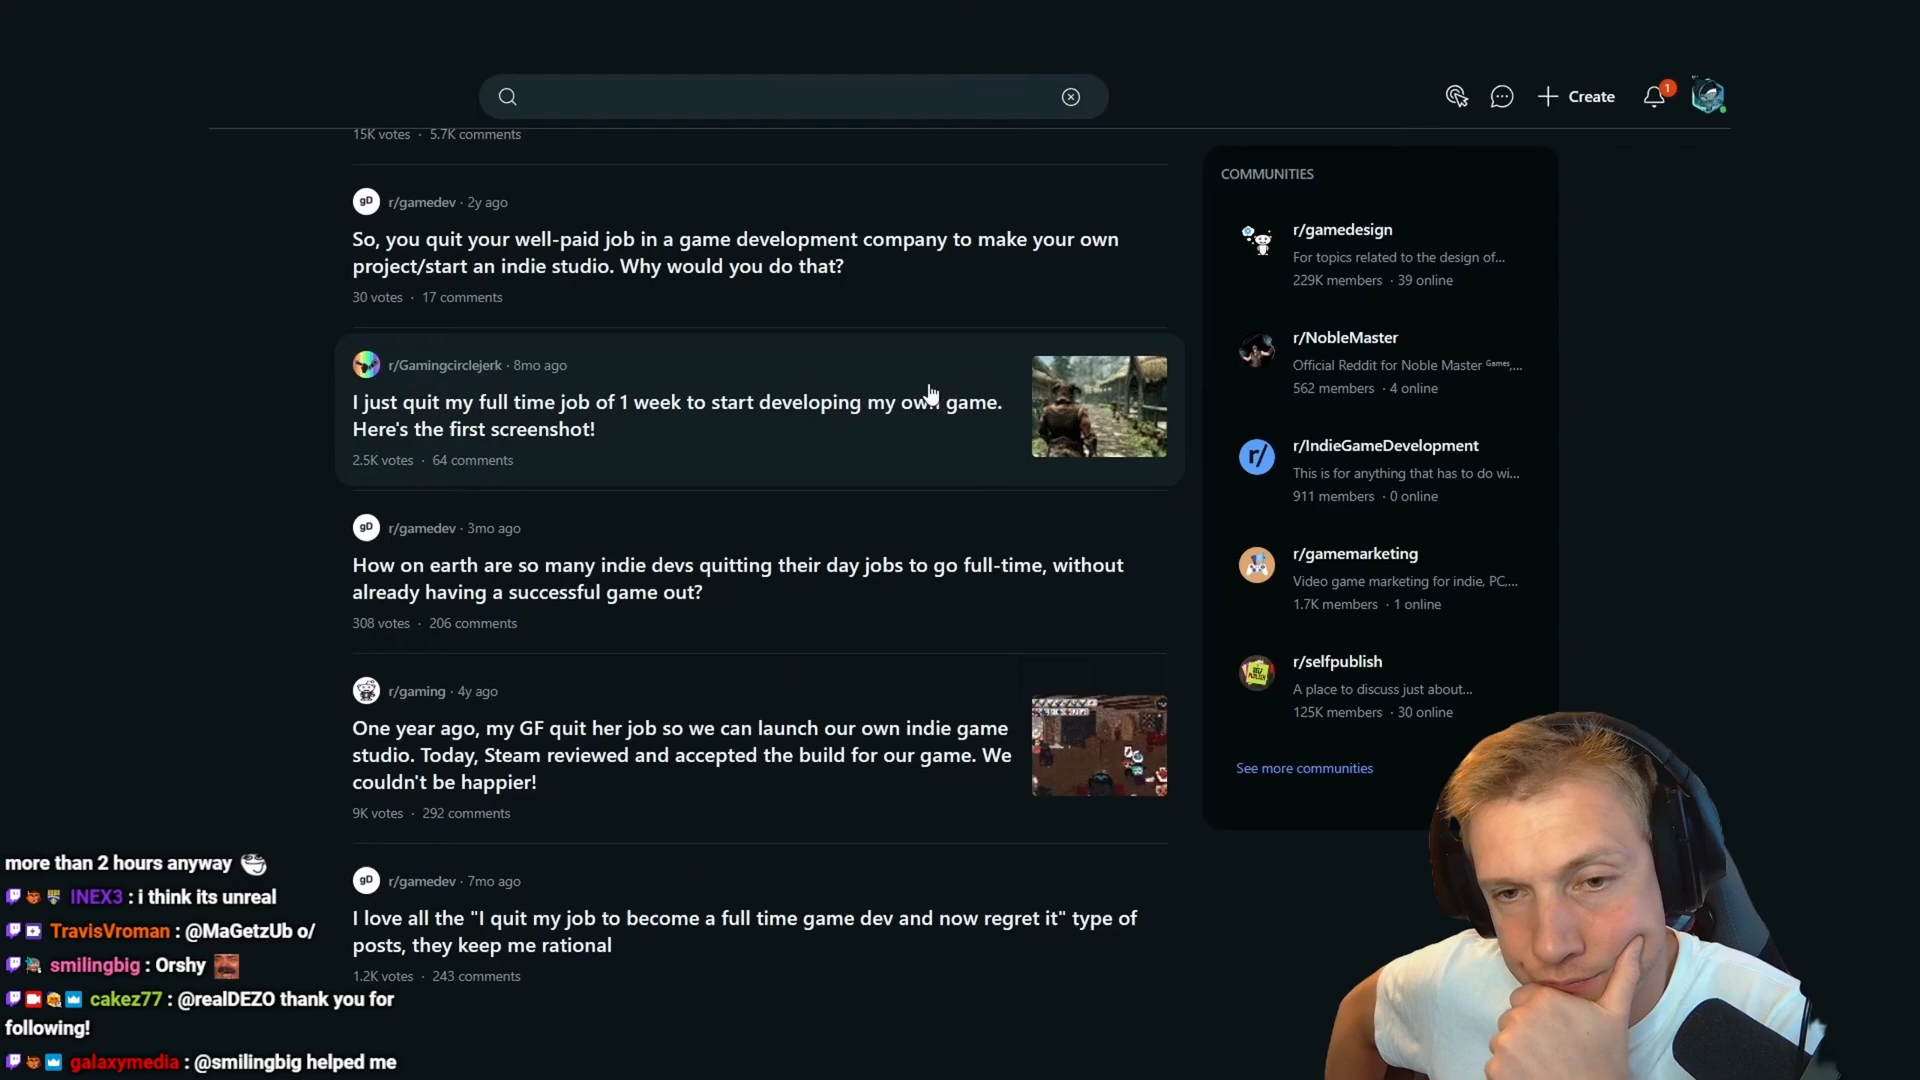 Create
1
15K votes · 5.7K comments
r/gamedev · 2y ago
So, you quit your well-paid job in a game development company to make your own
project/start an indie studio. Why would you do that?
30 votes · 17 comments
r/Gamingcirclejerk · 8mo ago
I just quit my full time job of 1 week to start developing my own game.
Here's the first screenshot!
2.5K votes · 64 comments
r/gamedev · 3mo ago
How on earth are so many indie devs quitting their day jobs to go full-time, without
already having a successful game out?
308 votes · 206 comments
r/gaming · 4y ago
One year ago, my GF quit her job so we can launch our own indie game
studio. Today, Steam reviewed and accepted the build for our game. We
couldn't be happier!
9K votes · 292 comments
r/gamedev · 7mo ago
I love all the "I quit my job to become a full time game dev and now regret it" type of
posts, they keep me rational
1.2K votes · 243 comments
COMMUNITIES
r/gamedesign
For topics related to the design of...
229K members · 39 online
r/NobleMaster
Official Reddit for Noble Master Games,...
562 members · 4 online
r/IndieGameDevelopment
This is for anything that has to do wi...
911 members · 0 online
r/gamemarketing
Video game marketing for indie, PC,...
1.7K members · 1 online
r/selfpublish
A place to discuss just about...
125K members · 30 online
See more communities
more than 2 hours anyway
INEX3 : i think its unreal
TravisVroman : @MaGetzUb o/
smilingbig : Orshy
cakez77 : @realDEZO thank you for
following!
galaxymedia : @smilingbig helped me